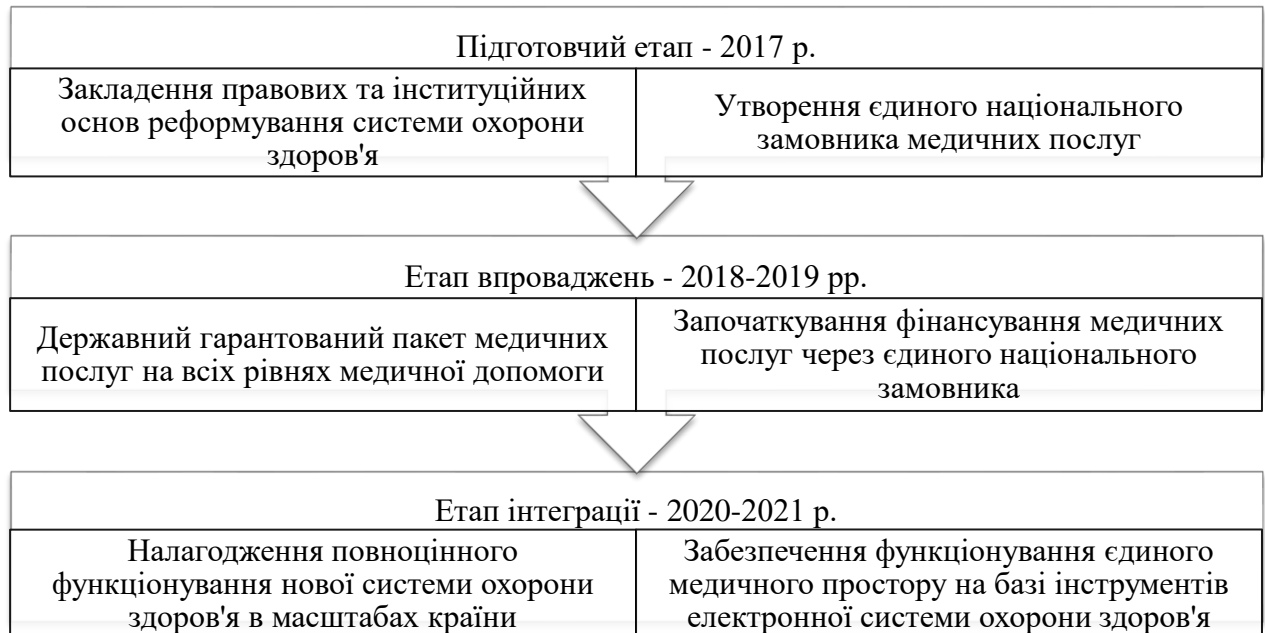 Підготовчий етап - 2017 р.
Закладення правових та інституційних
основ реформування системи охорони
здоров'я
Утворення єдиного національного
замовника медичних послуг
Етап впроваджень - 2018-2019 рр.
Державний гарантований пакет медичних
послуг на всіх рівнях медичної допомоги
Започаткування фінансування медичних
послуг через єдиного національного
замовника
Етап інтеграції - 2020-2021 р.
Налагодження повноцінного
функціонування нової системи охорони
здоров'я в масштабах країни
Забезпечення функціонування єдиного
медичного простору на базі інструментів
електронної системи охорони здоров'я